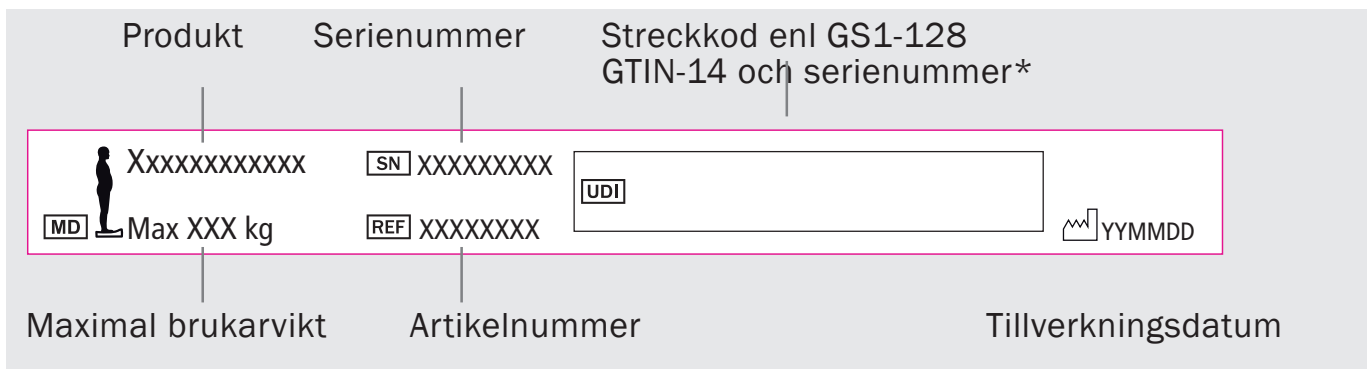 Produkt
Serienummer
Streckkod enl GS1-128
GTIN-14 och serienummer*
Xxxxxxxxxxxx
SN XXXXXXXXX
UDI
MD Max XXX kg
REF XXXXXXXX
YYMMDD
Maximal brukarvikt
Artikelnummer
Tillverkningsdatum